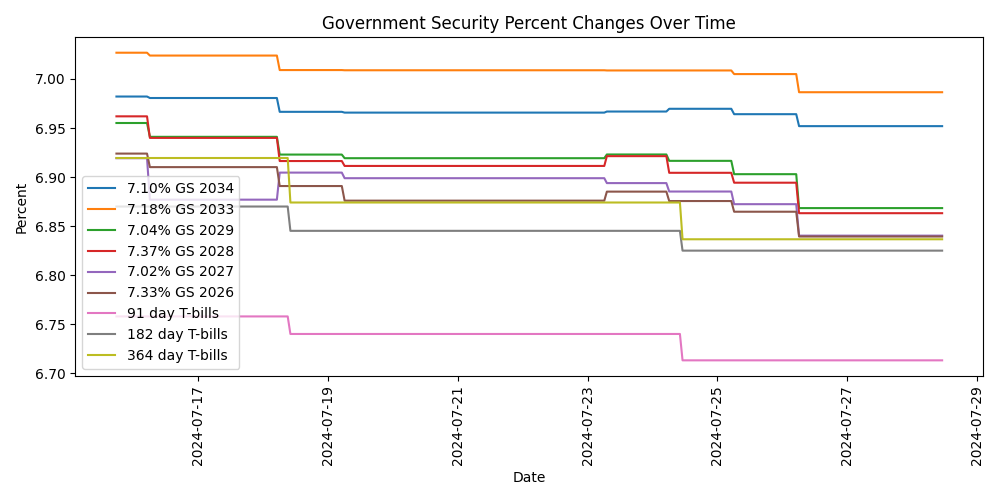 Government Security Percent Changes Over Time
Percent
7.00
6.95
6.90
6.85
6.80
6.75
6.70
7.10% GS 2034
7.18% GS 2033
7.04% GS 2029
7.37% GS 2028
7.02% GS 2027
7.33% GS 2026
91 day T-bills
182 day T-bills
364 day T-bills
2024-07-17
2024-07-19
2024-07-21
2024-07-23
2024-07-25
2024-07-27
2024-07-29
Date